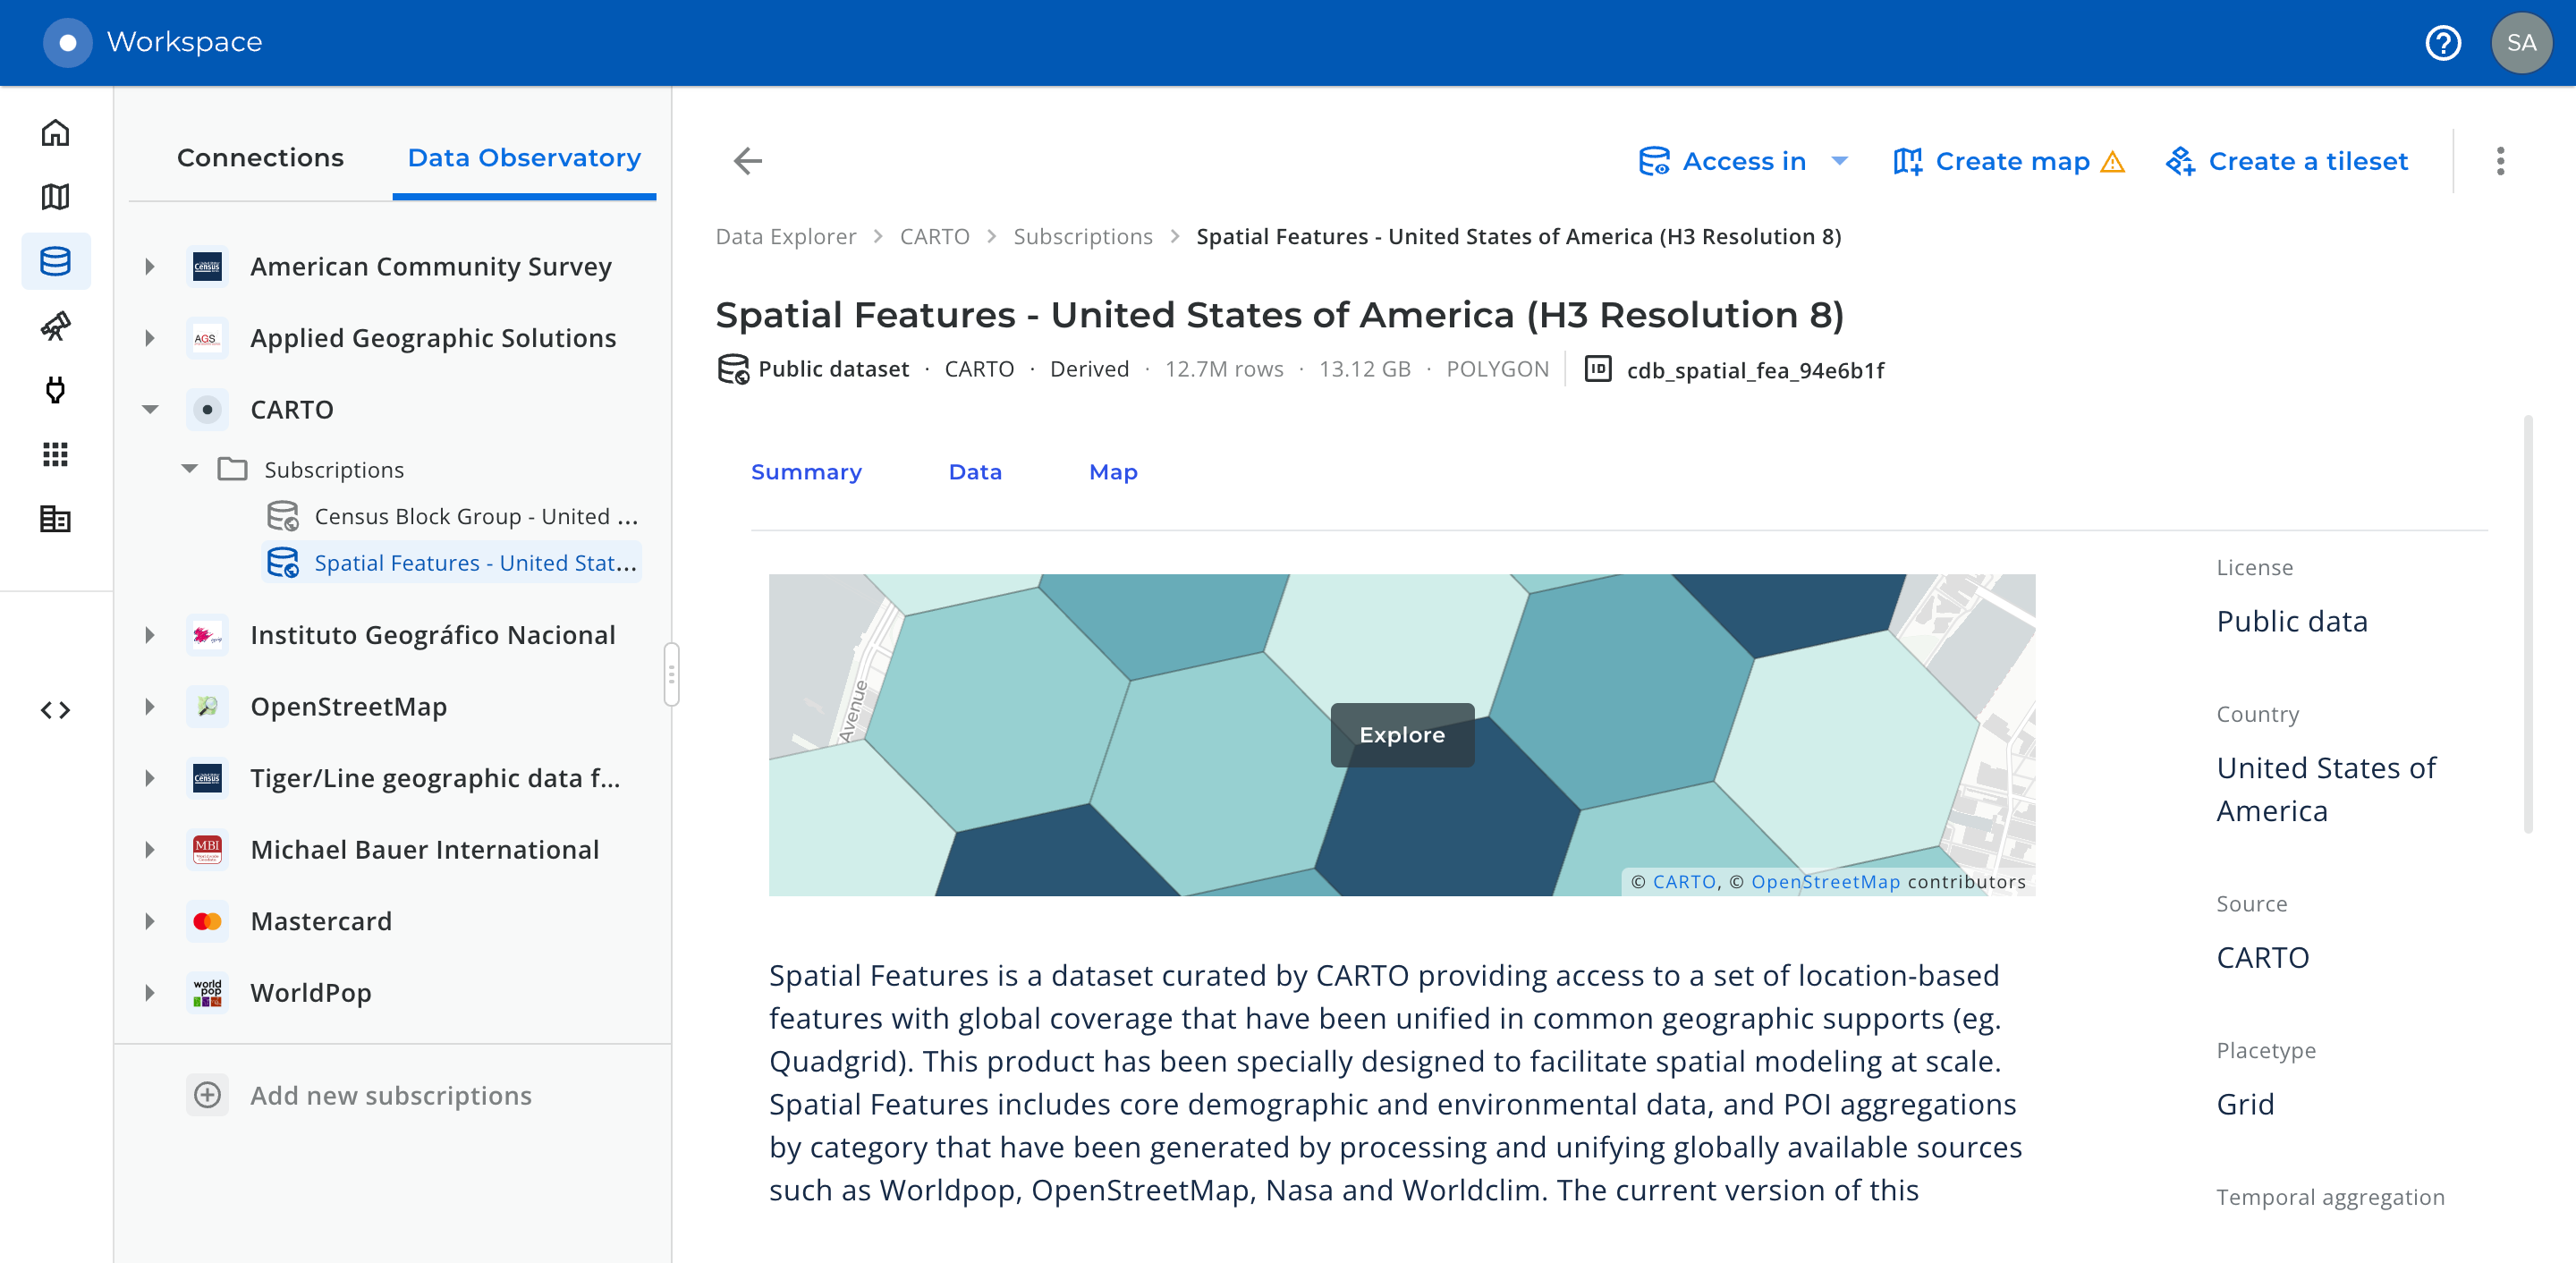 Workspace
SA
Connections
Data Observatory
American Community Survey
AGS
Applied Geographic Solutions
CARTO
Subscriptions
Census Block Group - United ...
Spatial Features - United Stat...
Instituto Geográfico Nacional
OpenStreetMap
Census
Tiger/Line geographic data f...
MBI
Michael Bauer International
Mastercard
world
pop
WorldPop
Add new subscriptions
Access in
Create map
Create a tileset
Data Explorer > CARTO > Subscriptions > Spatial Features - United States of America (H3 Resolution 8)
Spatial Features - United States of America (H3 Resolution 8)
Public dataset · CARTO · Derived · 12.7M rows · 13.12 GB · POLYGON
ID cdb_spatial_fea_94e6b1f
Summary
Data
Map
Avenue
Explore
© CARTO, © OpenStreetMap contributors
Spatial Features is a dataset curated by CARTO providing access to a set of location-based
features with global coverage that have been unified in common geographic supports (eg.
Quadgrid). This product has been specially designed to facilitate spatial modeling at scale.
Spatial Features includes core demographic and environmental data, and POI aggregations
by category that have been generated by processing and unifying globally available sources
such as Worldpop, OpenStreetMap, Nasa and Worldclim. The current version of this
License
Public data
Country
United States of
America
Source
CARTO
Placetype
Grid
Temporal aggregation